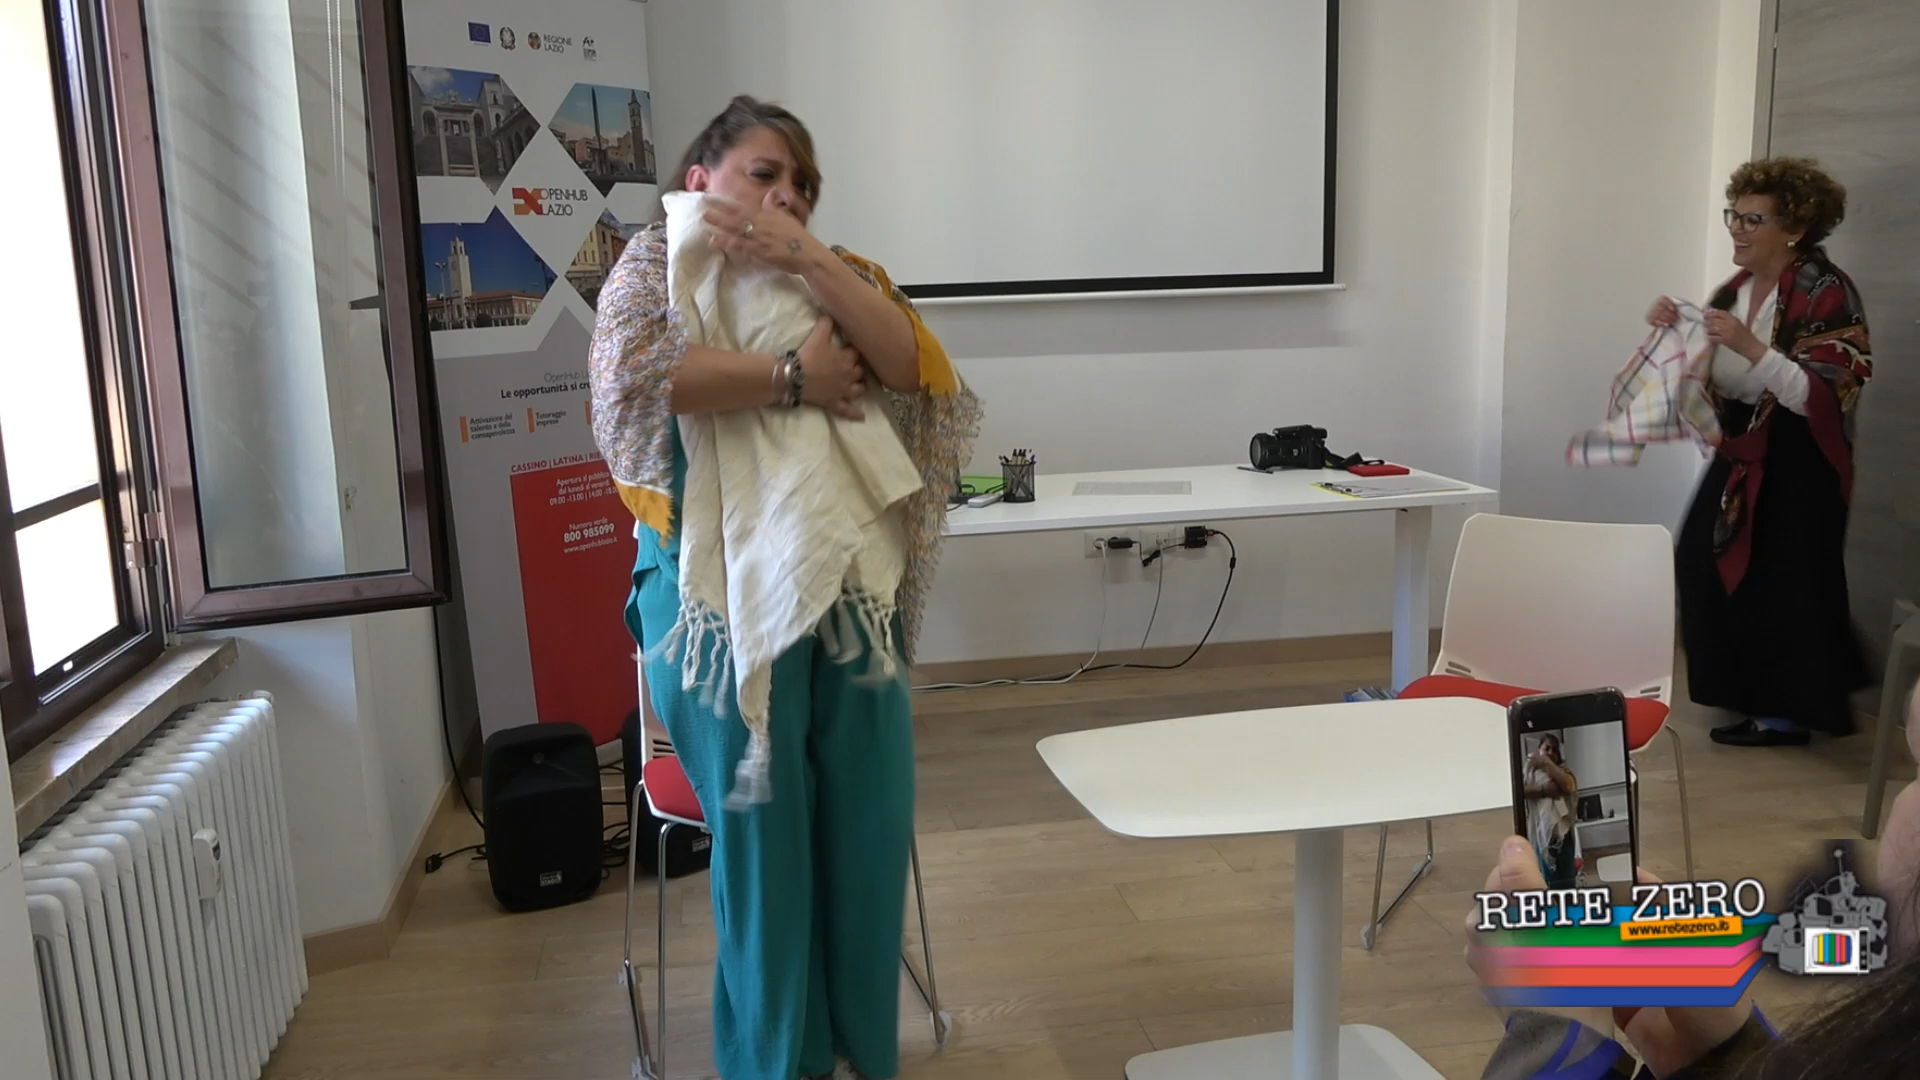 REGIONE
LAZIO
OPENHUB
LAZIO
OpenHub
Le opportunità si
Attivazione del
talento e della
consapevolezza
Tutoraggio
imprese
CASSINO | LATINA | RIE
Apertura al pubblico
dal lunedì al venerdì
09.00 -13.00 | 14.00 -18.00
Numero verde
800 985099
www.openhublazio.it
RETE ZERO
www.retezero.it